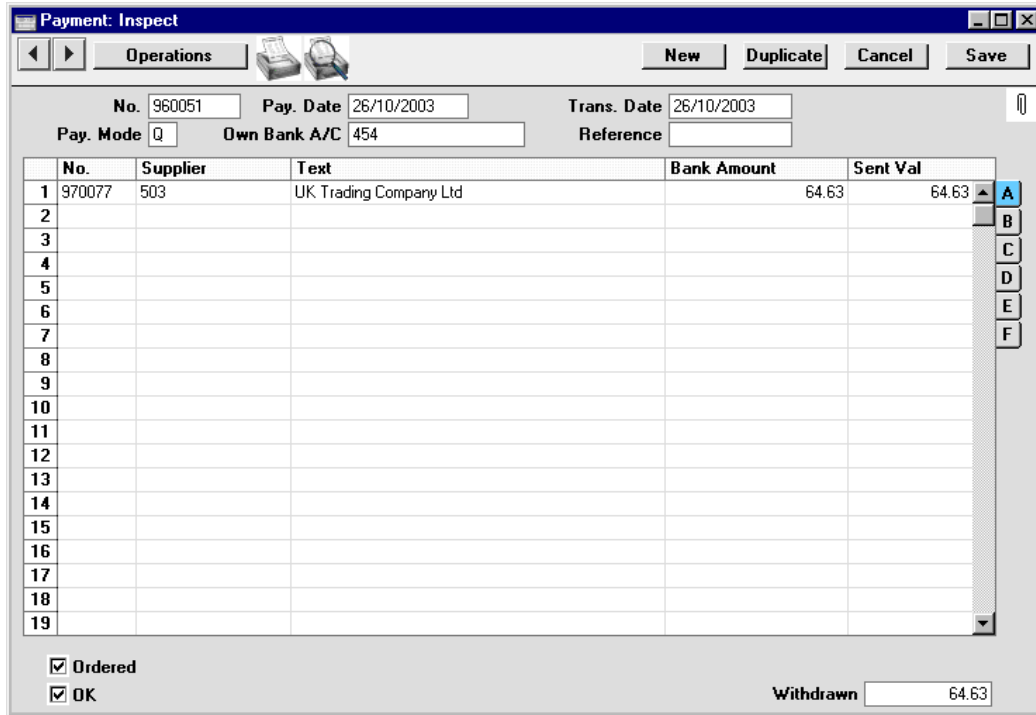 Payment: Inspect
Operations New Duplicate Cancel Save
No. 960051 Pay. Date 26/10/2003 Trans. Date 26/10/2003
Pay. Mode Q Own Bank A/C 454 Reference
No. Supplier Text Bank Amount Sent Val
1 970077 503 UK Trading Company Ltd 64.63 64.63 A
2 B
3
4 C
5 D
6 E
7 F
8
9
10
11
12
13
14
15
16
17
18
19
Ordered
OK Withdrawn 64.63